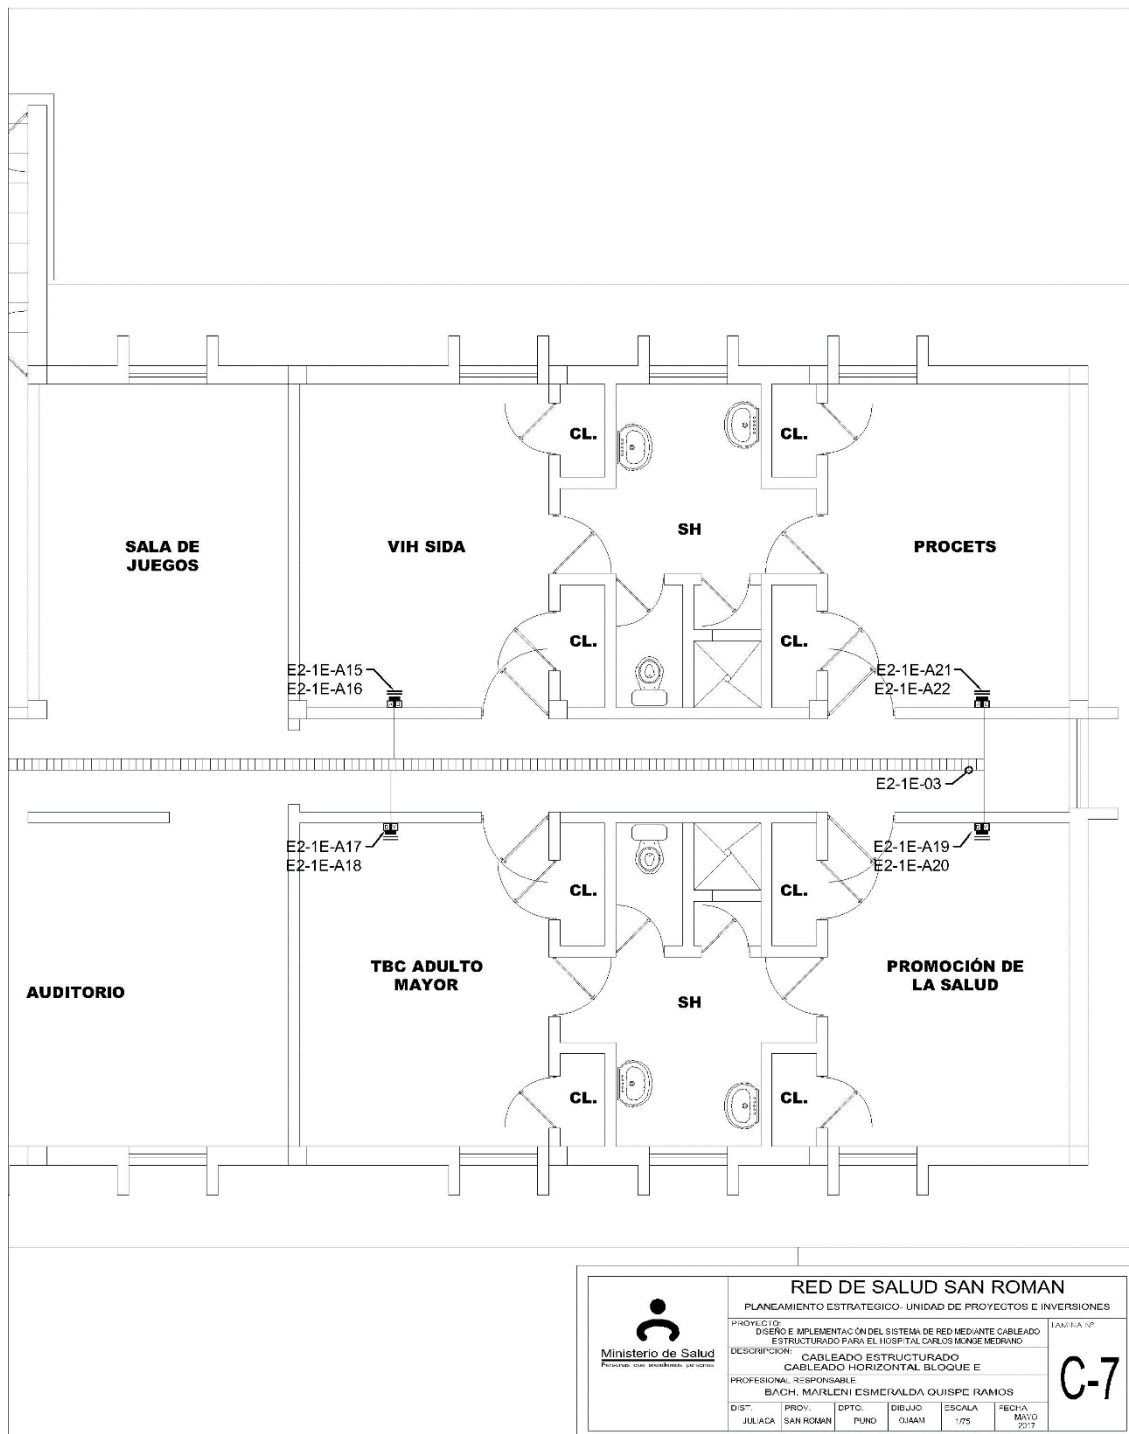 CL.
CL.
SH
SALA DE
JUEGOS
VIH SIDA
PROCETS
CL.
CL.
E2-1E-A15
E2-1E-A16
E2-1E-A21
E2-1E-A22
E2-1E-03
E2-1E-A17
E2-1E-A18
E2-1E-A19
E2-1E-A20
CL.
CL.
AUDITORIO
TBC ADULTO
MAYOR
PROMOCIÓN DE
LA SALUD
SH
CL.
CL.
Ministerio de Salud
Personas que atendemos personas
RED DE SALUD SAN ROMAN
PLANEAMIENTO ESTRATEGICO- UNIDAD DE PROYECTOS E INVERSIONES
PROYECTO:
DISEÑO E IMPLEMENTACIÓN DEL SISTEMA DE RED MEDIANTE CABLEADO
ESTRUCTURADO PARA EL HOSPITAL CARLOS MONGE MEDRANO
DESCRIPCION:
CABLEADO ESTRUCTURADO
CABLEADO HORIZONTAL BLOQUE E
PROFESIONAL RESPONSABLE
BACH. MARLENI ESMERALDA QUISPE RAMOS
LAMINA N°
C-7
DIST. PROV. DPTO. DIBUJO ESCALA FECHA
JULIACA SAN ROMAN PUNO OJAAM 1/75 MAYO
2017